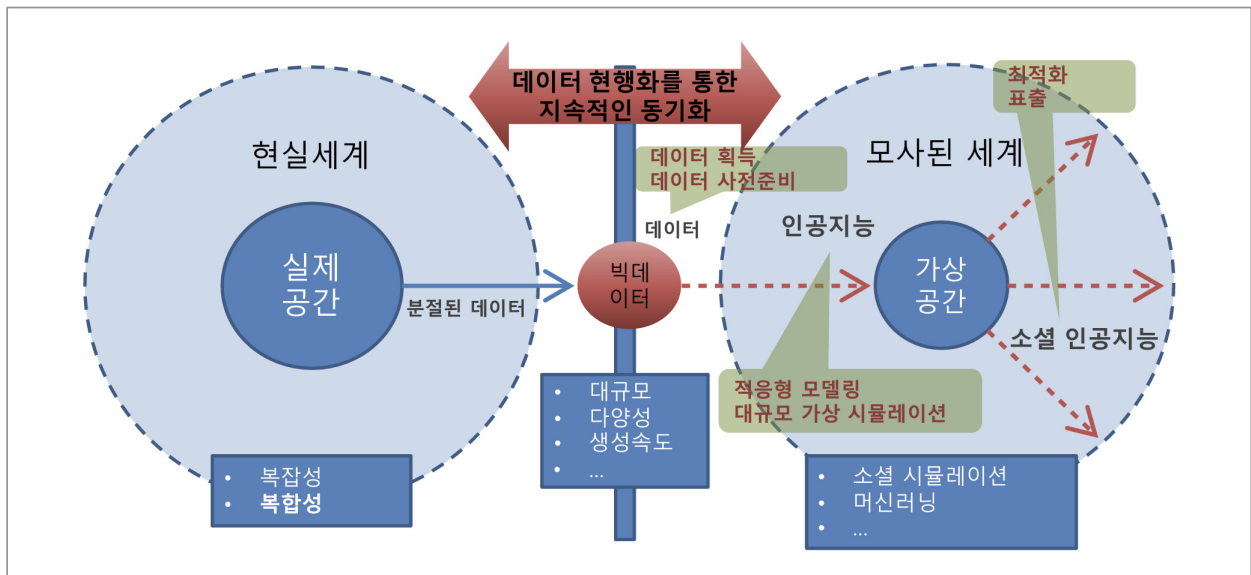 데이터 현행화를 통한
지속적인 동기화
현실세계
실제
공간
분절된 데이터
• 복잡성
• 복합성
데이터 획득
데이터 사전준비
데이터
빅데
이터
• 대규모
• 다양성
• 생성속도
• ...
최적화
표출
모사된 세계
인공지능
가상
공간
소셜 인공지능
적응형 모델링
대규모 가상 시뮬레이션
• 소셜 시뮬레이션
• 머신러닝
• ...